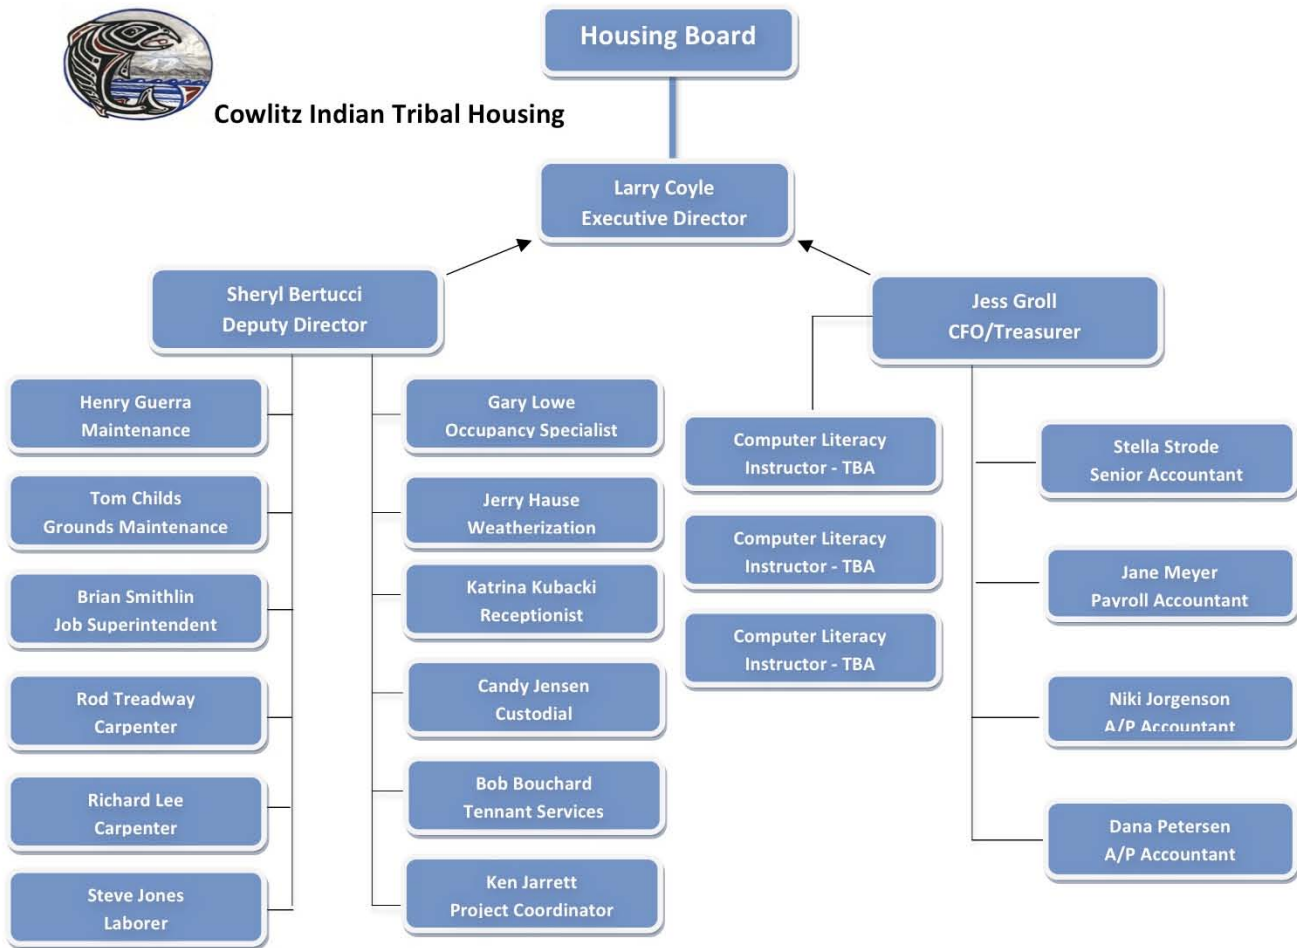 Housing Board
Cowlitz Indian Tribal Housing
Larry Coyle
Executive Director
Sheryl Bertucci
Deputy Director
Jess Groll
CFO/Treasurer
Henry Guerra
Maintenance
Tom Childs
Grounds Maintenance
Brian Smithlin
Job Superintendent
Rod Treadway
Carpenter
Richard Lee
Carpenter
Steve Jones
Laborer
Gary Lowe
Occupancy Specialist
Jerry Hause
Weatherization
Katrina Kubacki
Receptionist
Candy Jensen
Custodial
Bob Bouchard
Tennant Services
Ken Jarrett
Project Coordinator
Computer Literacy
Instructor - TBA
Computer Literacy
Instructor - TBA
Computer Literacy
Instructor - TBA
Stella Strode
Senior Accountant
Jane Meyer
Payroll Accountant
Niki Jorgenson
A/P Accountant
Dana Petersen
A/P Accountant